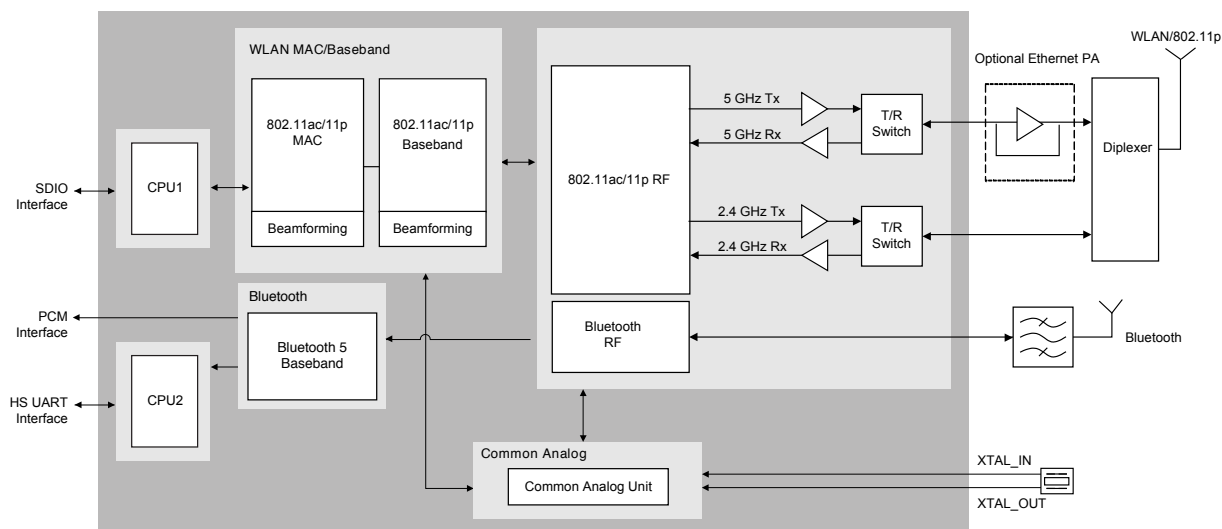 WLAN/802.11p
WLAN MAC/Baseband
Optional Ethernet PA
5 GHz Tx
802.11ac/11p
MAC
802.11ac/11p
Baseband
T/R
Switch
5 GHz Rx
Diplexer
802.11ac/11p RF
CPU1
SDIO
Interface
2.4 GHz Tx
Beamforming
Beamforming
T/R
Switch
2.4 GHz Rx
Bluetooth
PCM
Interface
Bluetooth
RF
Bluetooth
Bluetooth 5
Baseband
HS UART
Interface
CPU2
Common Analog
XTAL_IN
Common Analog Unit
XTAL_OUT